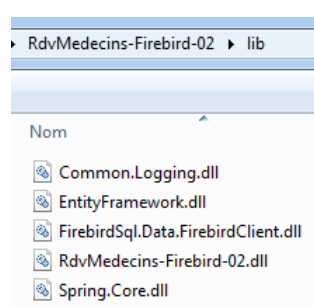 RdvMedecins-Firebird-02 ▸ lib
Nom
Common.Logging.dll
EntityFramework.dll
FirebirdSql.Data.FirebirdClient.dll
RdvMedecins-Firebird-02.dll
Spring.Core.dll